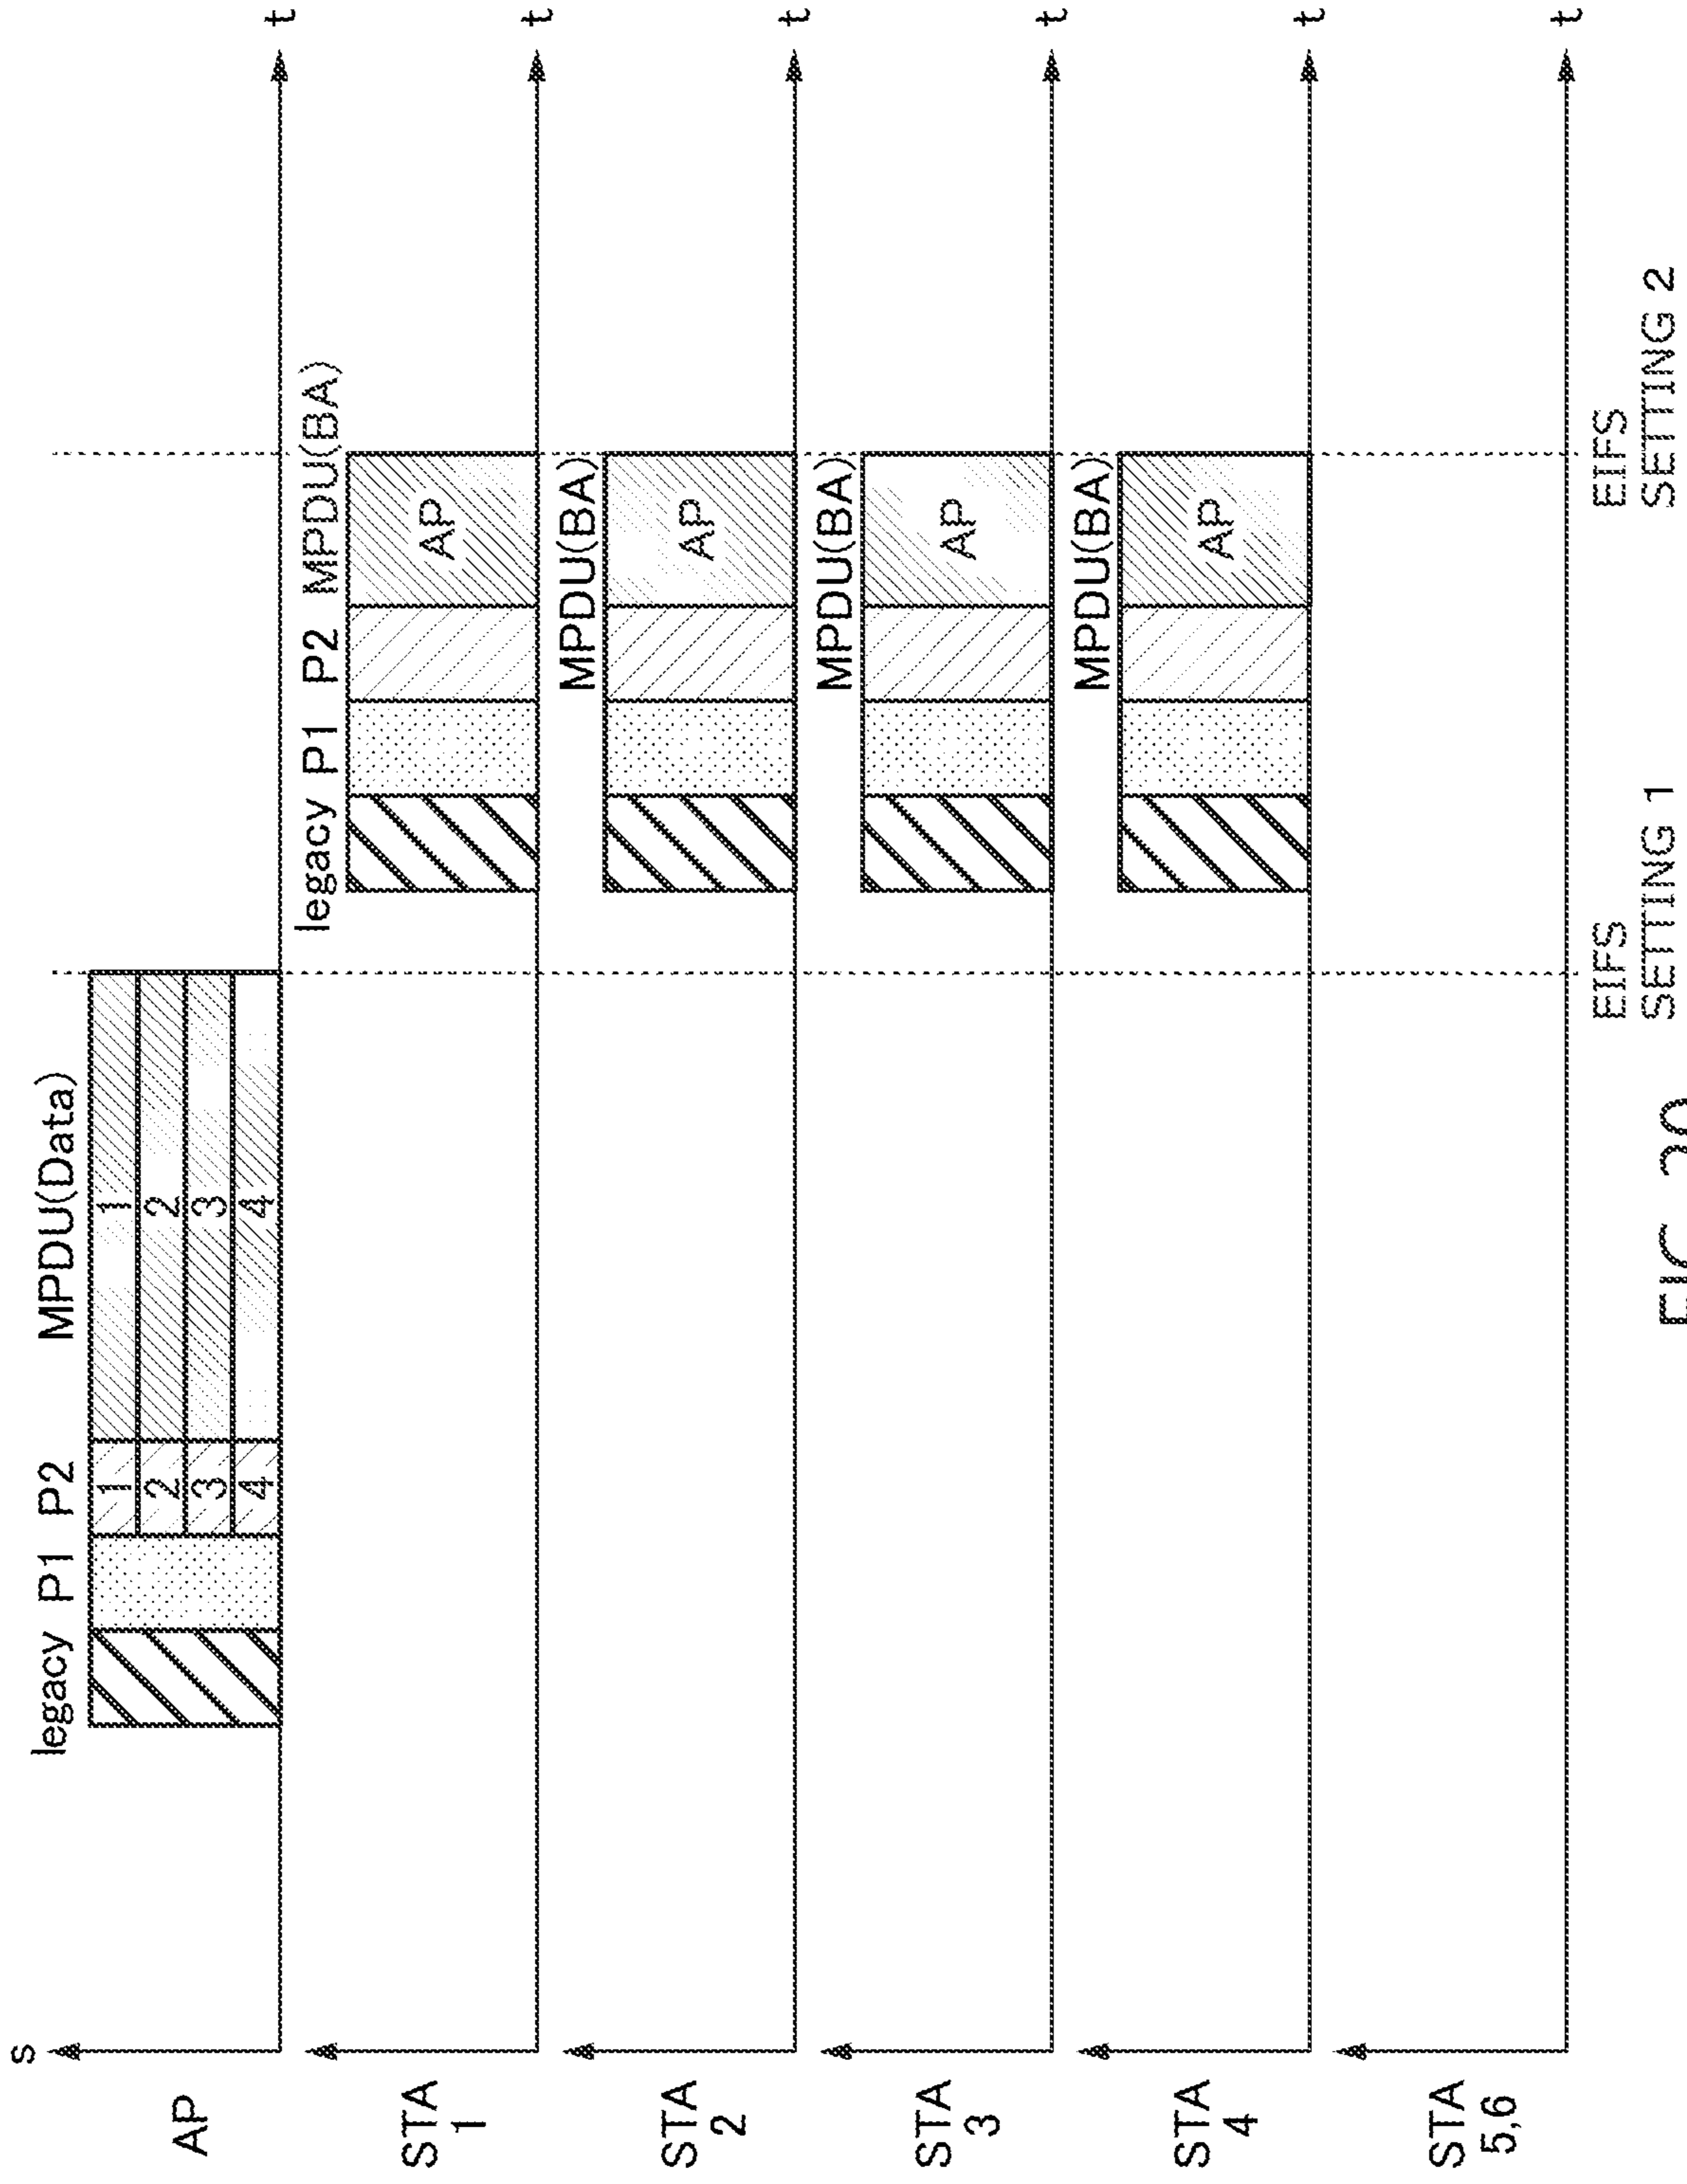 s
legacy P1 P2 MPDU(Data)
1 1
2 2
3 3
4 4
AP
t
legacy P1 P2 MPDU(BA)
AP
STA
1
t
MPDU(BA)
AP
STA
2
t
MPDU(BA)
AP
STA
3
t
MPDU(BA)
AP
STA
4
t
STA
5,6
t
EIFS
SETTING 1
EIFS
SETTING 2